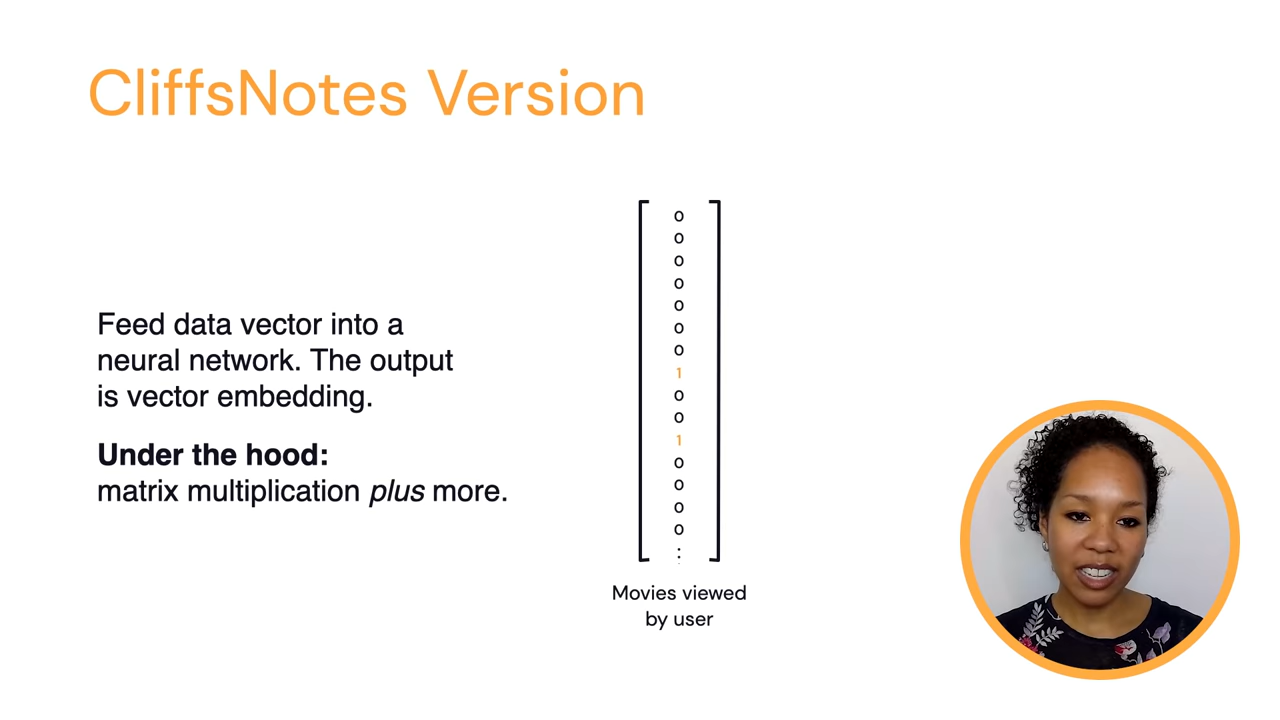 CliffsNotes Version
Feed data vector into a
neural network. The output
is vector embedding.
Under the hood:
matrix multiplication plus more.
0
0
0
0
0
0
0
1
0
0
1
0
0
0
0
:
Movies viewed
by user